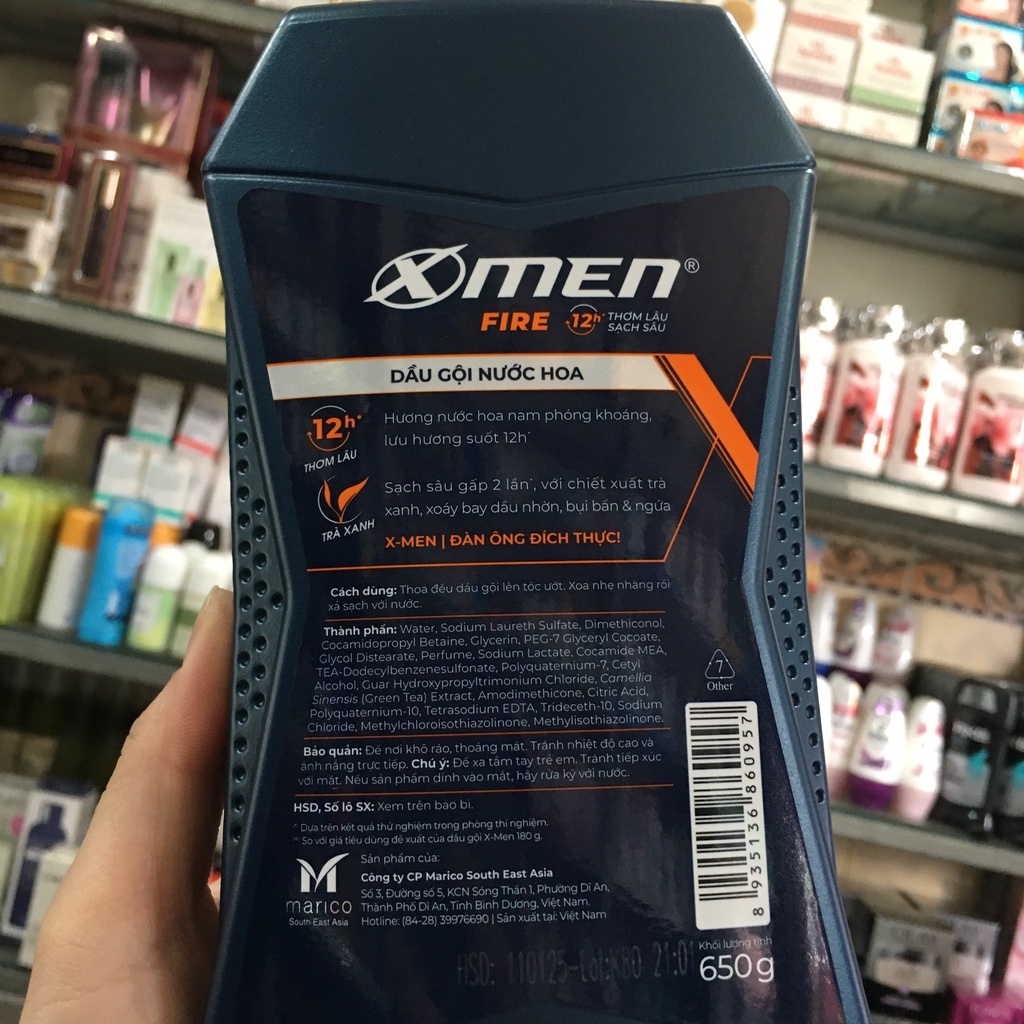 XMEN®
FIRE 12h* THƠM LÂU
SẠCH SÂU
DẦU GỘI NƯỚC HOA
12h*
THƠM LÂU
Hương nước hoa nam phóng khoáng,
lưu hương suốt 12h*
TRÀ XANH
Sạch sâu gấp 2 lần*, với chiết xuất trà
xanh, xoáy bay dầu nhờn, bụi bẩn & ngứa
X-MEN | ĐÀN ÔNG ĐÍCH THỰC!
Cách dùng: Thoa đều dầu gội lên tóc ướt. Xoa nhẹ nhàng rồi
xả sạch với nước.
Thành phần: Water, Sodium Laureth Sulfate, Dimethiconol,
Cocamidopropyl Betaine, Glycerin, PEG-7 Glyceryl Cocoate,
Glycol Distearate, Perfume, Sodium Lactate, Cocamide MEA,
TEA-Dodecylbenzenesulfonate, Polyquaternium-7, Cetyl
Alcohol, Guar Hydroxypropyltrimonium Chloride, Camellia
Sinensis (Green Tea) Extract, Amodimethicone, Citric Acid,
Polyquaternium-10, Tetrasodium EDTA, Trideceth-10, Sodium
Chloride, Methylchloroisothiazolinone, Methylisothiazolinone.
Bảo quản: Để nơi khô ráo, thoáng mát. Tránh nhiệt độ cao và
ánh nắng trực tiếp. Chú ý: Để xa tầm tay trẻ em. Tránh tiếp xúc
với mắt. Nếu sản phẩm dính vào mắt, hãy rửa kỹ với nước.
HSD, Số lô SX: Xem trên bao bì.
* Dựa trên kết quả thử nghiệm trong phòng thí nghiệm.
** So với giá tiêu dùng đề xuất của dầu gội X-Men 180 g.
marico
South East Asia
Sản phẩm của:
Công ty CP Marico South East Asia
Số 3, Đường số 5, KCN Sóng Thần 1, Phường Dĩ An,
Thành Phố Dĩ An, Tỉnh Bình Dương, Việt Nam
Hotline: (84-28) 39976690 | Sản xuất tại: Việt Nam
7
Other
8 935136 860957
Khối lượng tịnh
650g
HSD: 110125-Lot:K80 21:01